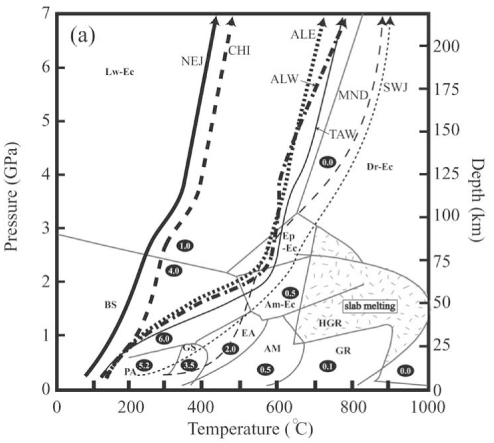 (a)
NEJ
CHI
ALE
ALW
MND
SWJ
TAW
Lw-Ec
Dr-Ec
0.0
1.0
4.0
Ep
-Ec
BS
0.5
Am-Ec
slab melting
HGR
6.0
EA
GS
2.0
AM
GR
PA
5.2
3.5
0.5
0.1
0.0
7
6
5
4
3
2
1
0
Pressure (GPa)
200
175
150
125
100
75
50
25
0
Depth (km)
0
200
400
600
800
1000
Temperature (℃)